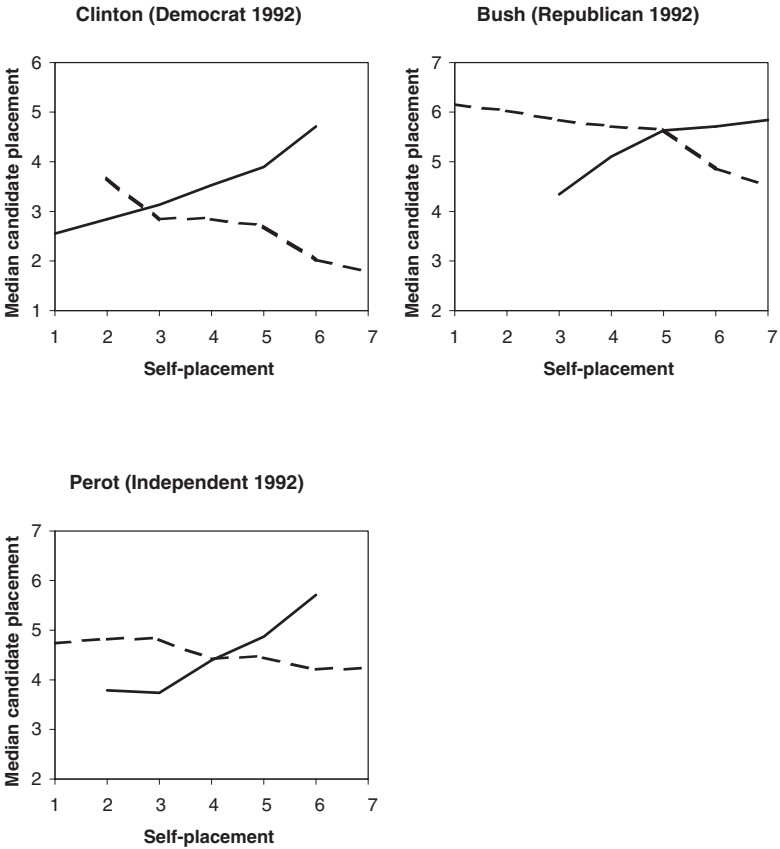 Clinton (Democrat 1992)
Median candidate placement
6
5
4
3
2
1
1 2 3 4 5 6 7
Self-placement
Bush (Republican 1992)
Median candidate placement
7
6
5
4
3
2
1 2 3 4 5 6 7
Self-placement
Perot (Independent 1992)
Median candidate placement
7
6
5
4
3
2
1 2 3 4 5 6 7
Self-placement